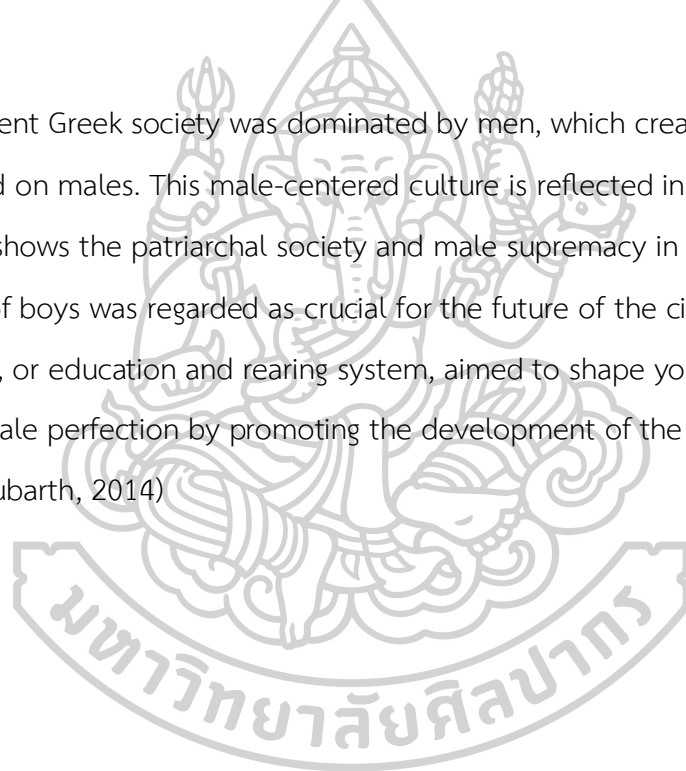 ent Greek society was dominated by men, which crea
d on males. This male-centered culture is reflected in
shows the patriarchal society and male supremacy in
of boys was regarded as crucial for the future of the ci
, or education and rearing system, aimed to shape yo
ale perfection by promoting the development of the
ubarth, 2014)
มหาวิทยาลัยศิลปากร